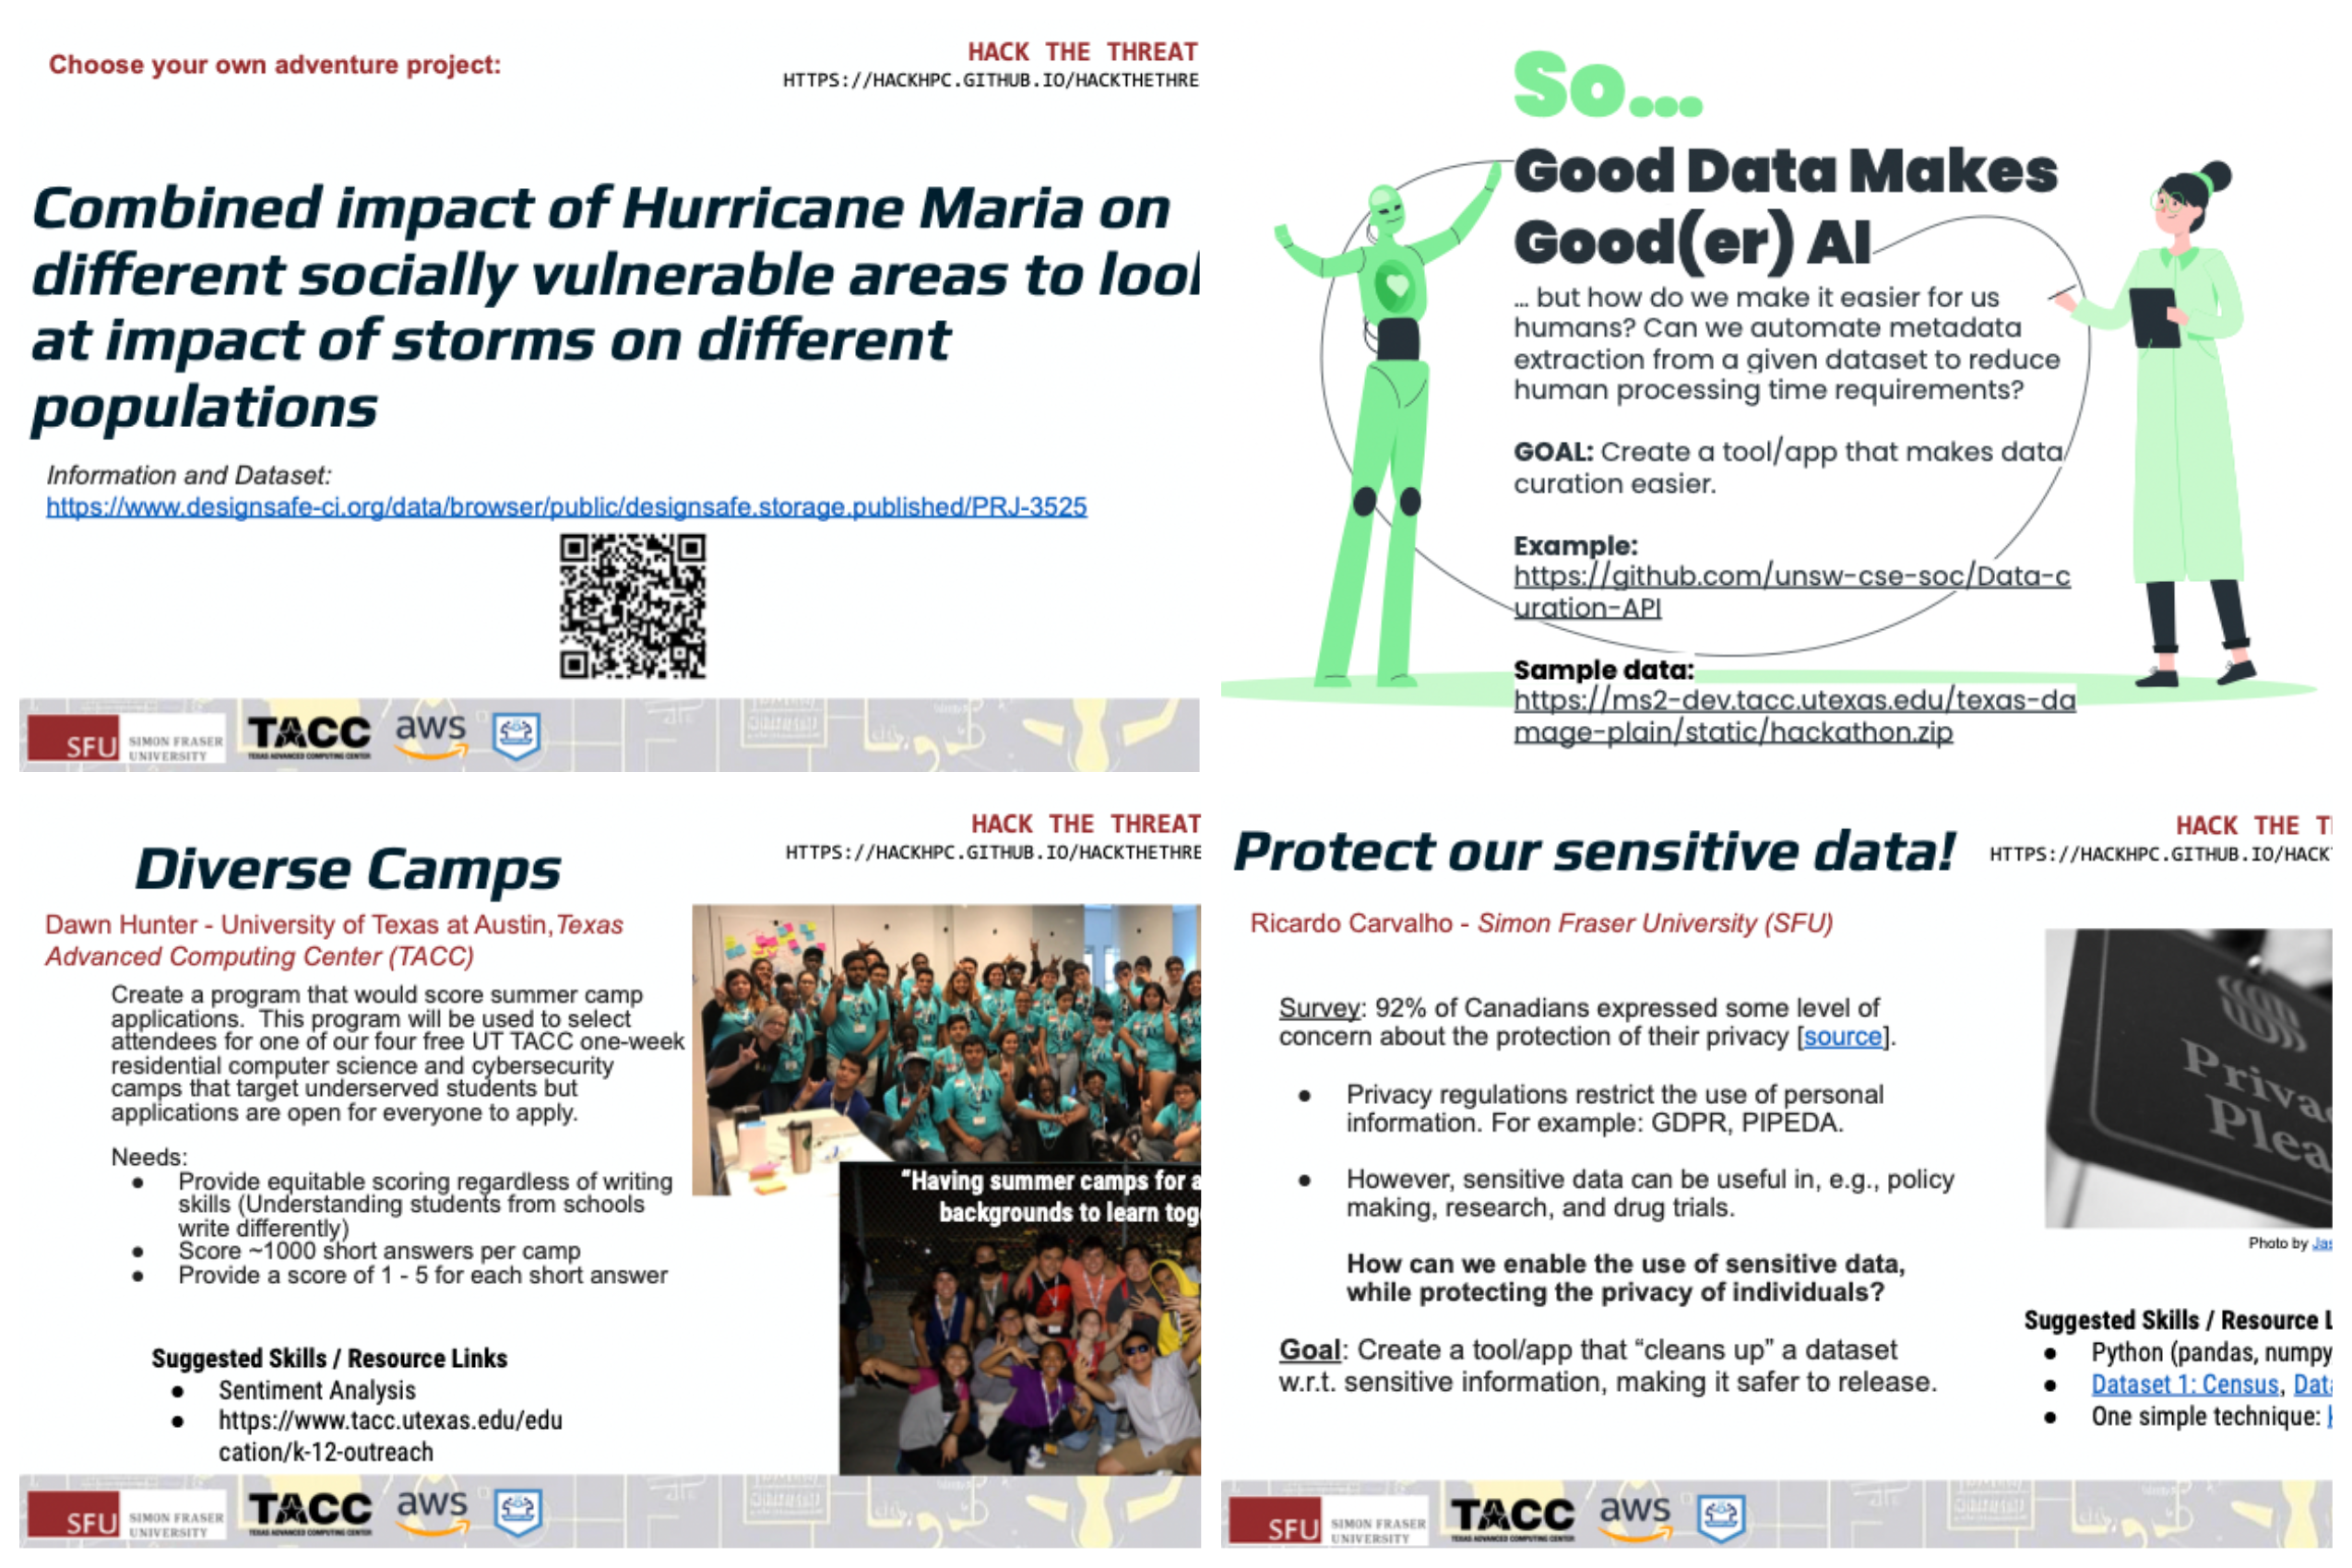 Choose your own adventure project:
HACK THE THREAT
HTTPS://HACKHPC.GITHUB.IO/HACKTHETHRE
Combined impact of Hurricane Maria on
different socially vulnerable areas to
at impact of storms on different
populations
Information and Dataset:
https://www.designsafe-ci.org/data/browser/public/designsafe.storage.published/PRJ-3525
SFU SIMON FRASER
UNIVERSITY
TACC
TEXAS ADVANCED COMPUTING CENTER
aws
So...
Good Data Makes
Good(er) AI
... but how do we make it easier for us
humans? Can we automate metadata
extraction from a given dataset to reduce
human processing time requirements?
GOAL: Create a tool/app that makes data
curation easier.
Example:
https://github.com/unsw-cse-soc/Data-c
uration-API
Sample data:
https://ms2-dev.tacc.utexas.edu/texas-da
mage-plain/static/hackathon.zip
HACK THE THREAT
HTTPS://HACKHPC.GITHUB.IO/HACKTHETHRE
Diverse Camps
Dawn Hunter - University of Texas at Austin, Texas
Advanced Computing Center (TACC)
Create a program that would score summer camp
applications. This program will be used to select
attendees for one of our four free UT TACC one-week
residential computer science and cybersecurity
camps that target underserved students but
applications are open for everyone to apply.
Needs:
● Provide equitable scoring regardless of writing
skills (Understanding students from schools
write differently)
● Score ~1000 short answers per camp
● Provide a score of 1 - 5 for each short answer
"Having summer camps for
backgrounds to learn
Suggested Skills / Resource Links
● Sentiment Analysis
● https://www.tacc.utexas.edu/edu
cation/k-12-outreach
SFU SIMON FRASER
UNIVERSITY
TACC
TEXAS ADVANCED COMPUTING CENTER
aws
Protect our sensitive data!
HACK THE
HTTPS://HACKHPC.GITHUB.IO/HACK
Ricardo Carvalho - Simon Fraser University (SFU)
Survey: 92% of Canadians expressed some level of
concern about the protection of their privacy [source].
● Privacy regulations restrict the use of personal
information. For example: GDPR, PIPEDA.
● However, sensitive data can be useful in, e.g., policy
making, research, and drug trials.
How can we enable the use of sensitive data,
while protecting the privacy of individuals?
Goal: Create a tool/app that "cleans up" a dataset
w.r.t. sensitive information, making it safer to release.
Priva
Plea
Photo by
Suggested Skills / Resource
● Python (pandas, numpy
● Dataset 1: Census,
● One simple technique:
SFU SIMON FRASER
UNIVERSITY
TACC
TEXAS ADVANCED COMPUTING CENTER
aws